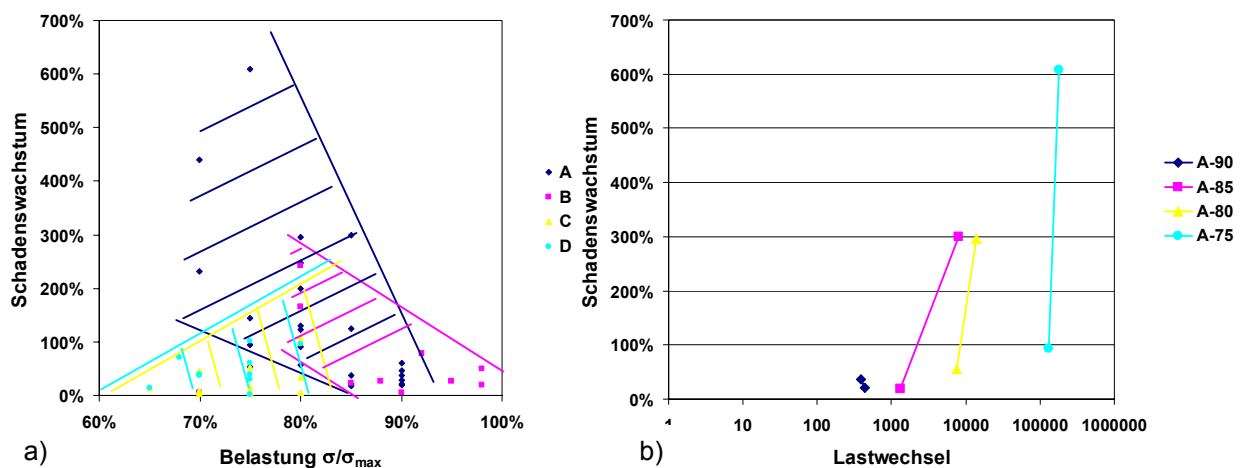 700%
600%
500%
400%
300%
200%
100%
0%
Schadenswachstum
60% 70% 80% 90% 100%
Belastung σ/σmax
a)
A
B
C
D
700%
600%
500%
400%
300%
200%
100%
0%
Schadenswachstum
1 10 100 1000 10000 100000 1000000
Lastwechsel
b)
A-90
A-85
A-80
A-75